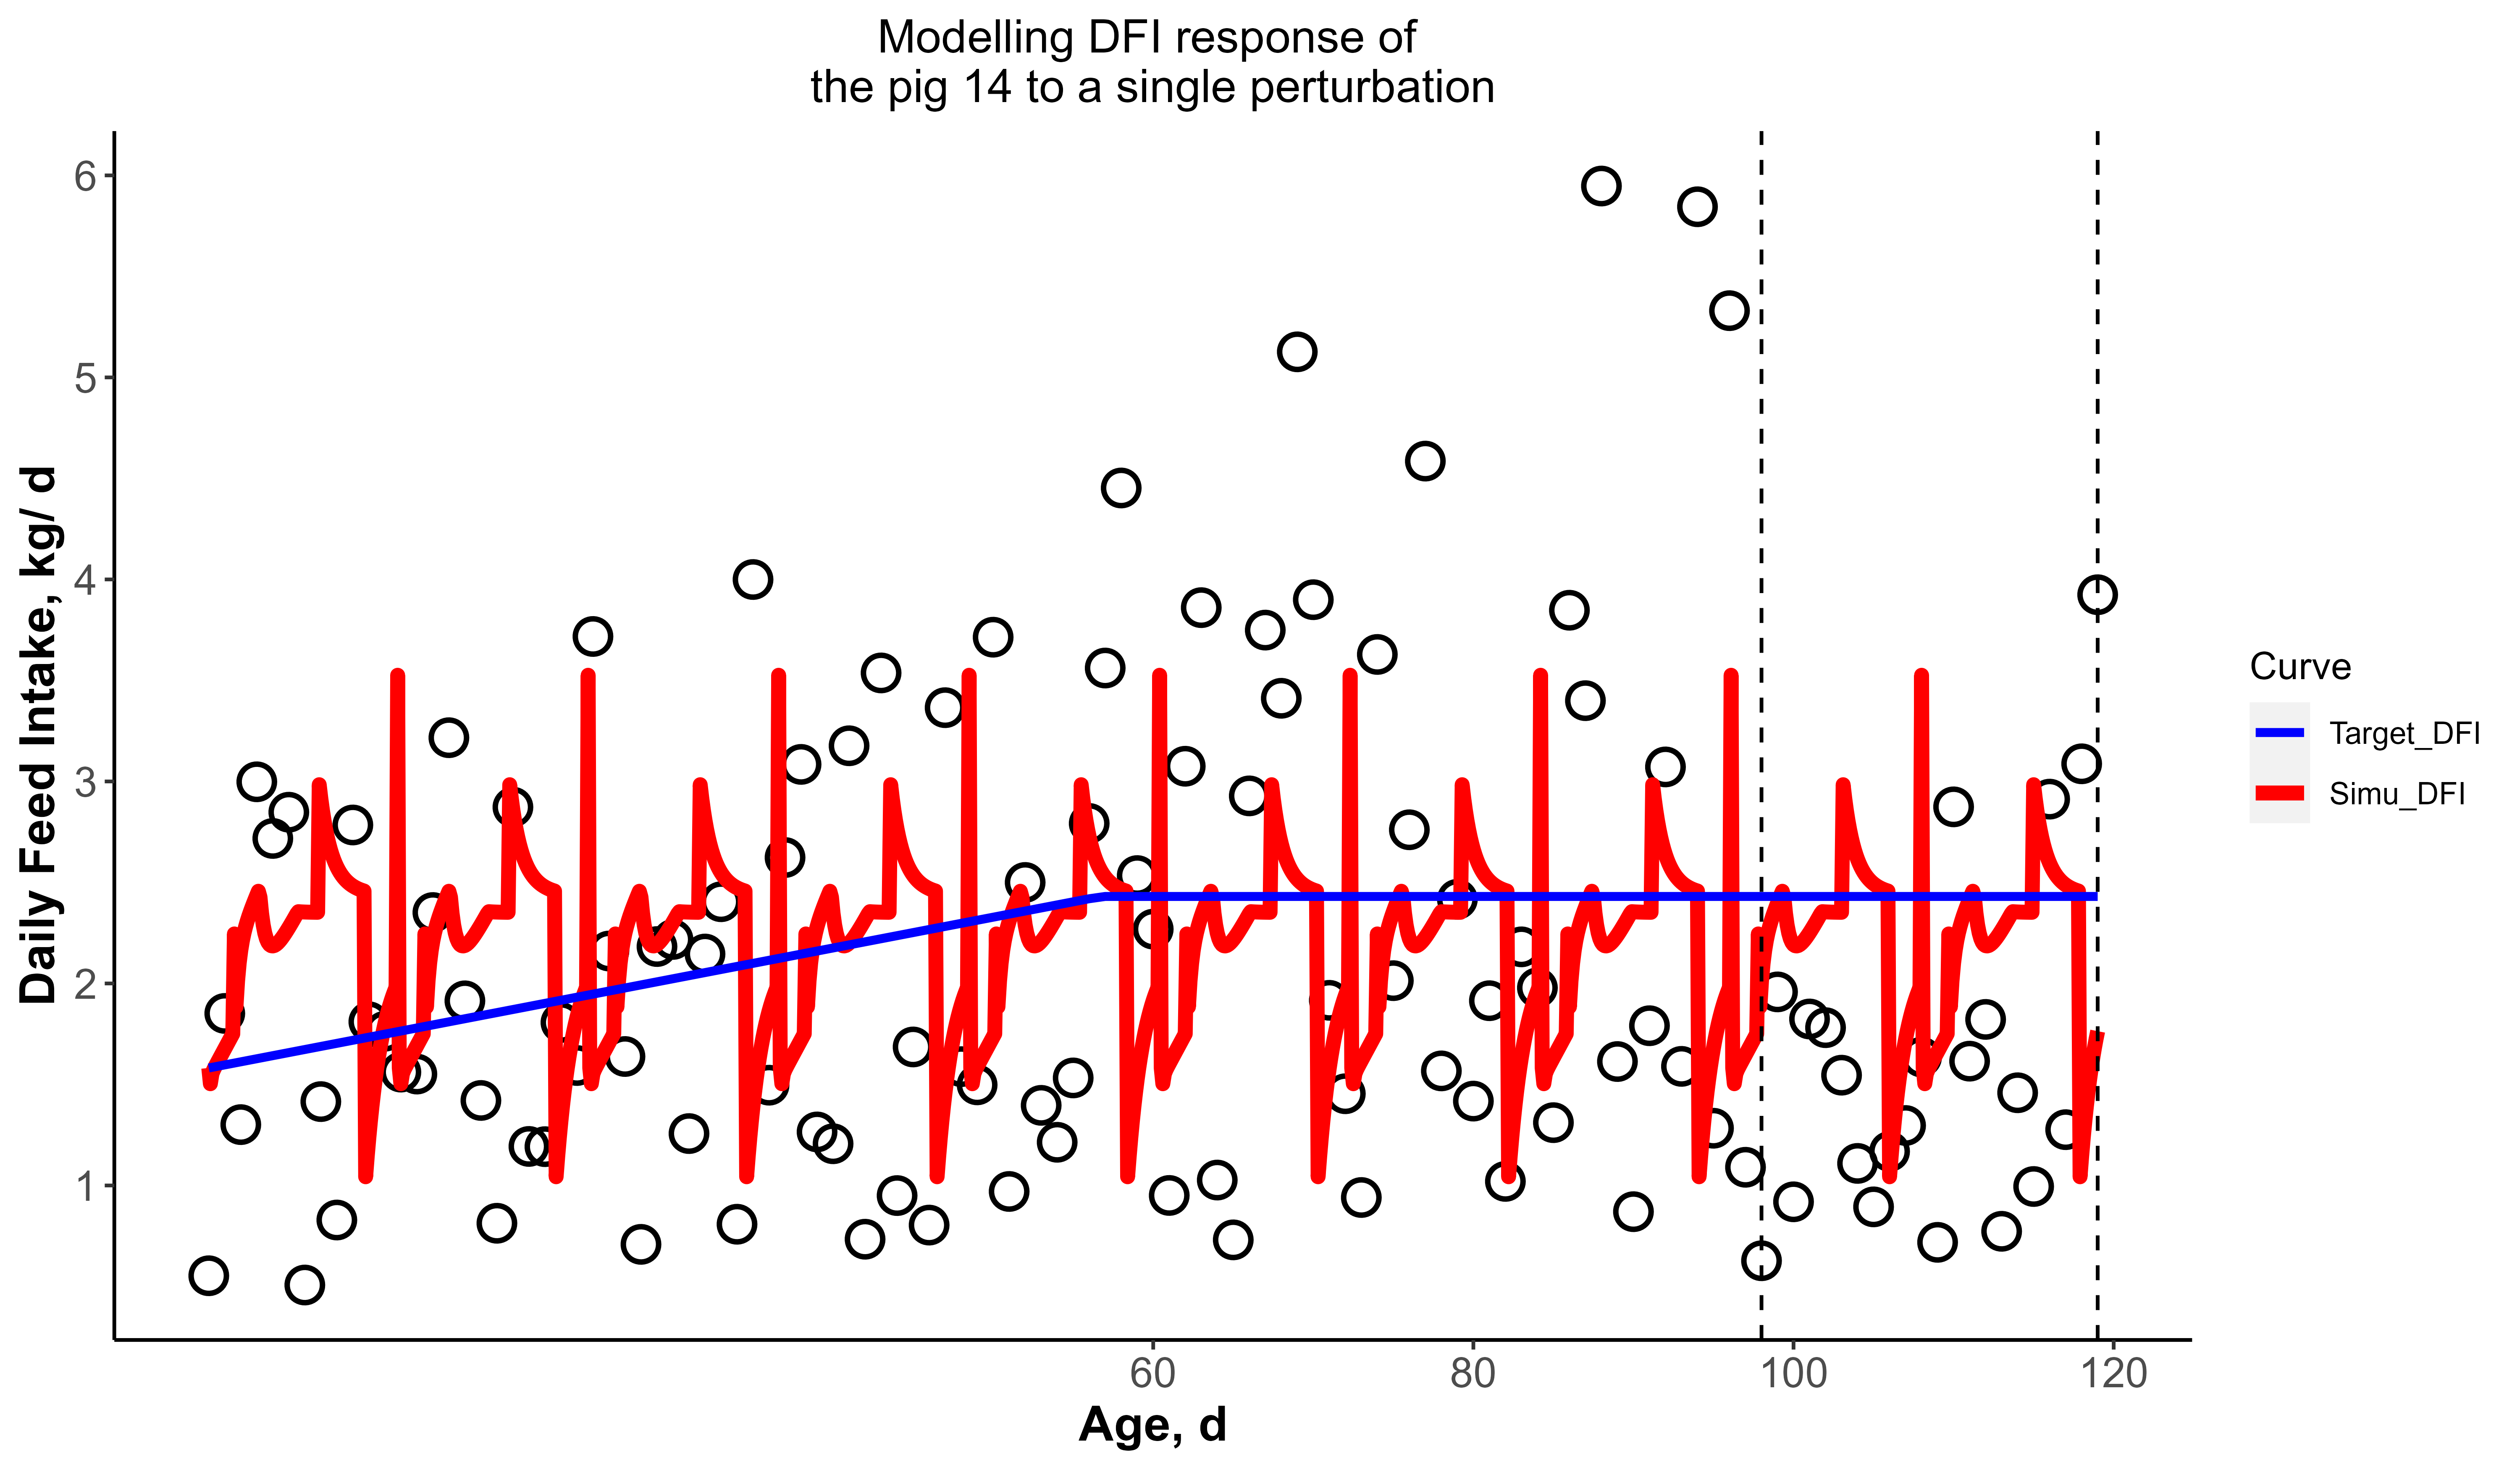 Modelling DFI response of
the pig 14 to a single perturbation
6
5
4
3
2
1
Daily Feed Intake, kg/ d
60
80
100
120
Age, d
Curve
Target_DFI
Simu_DFI